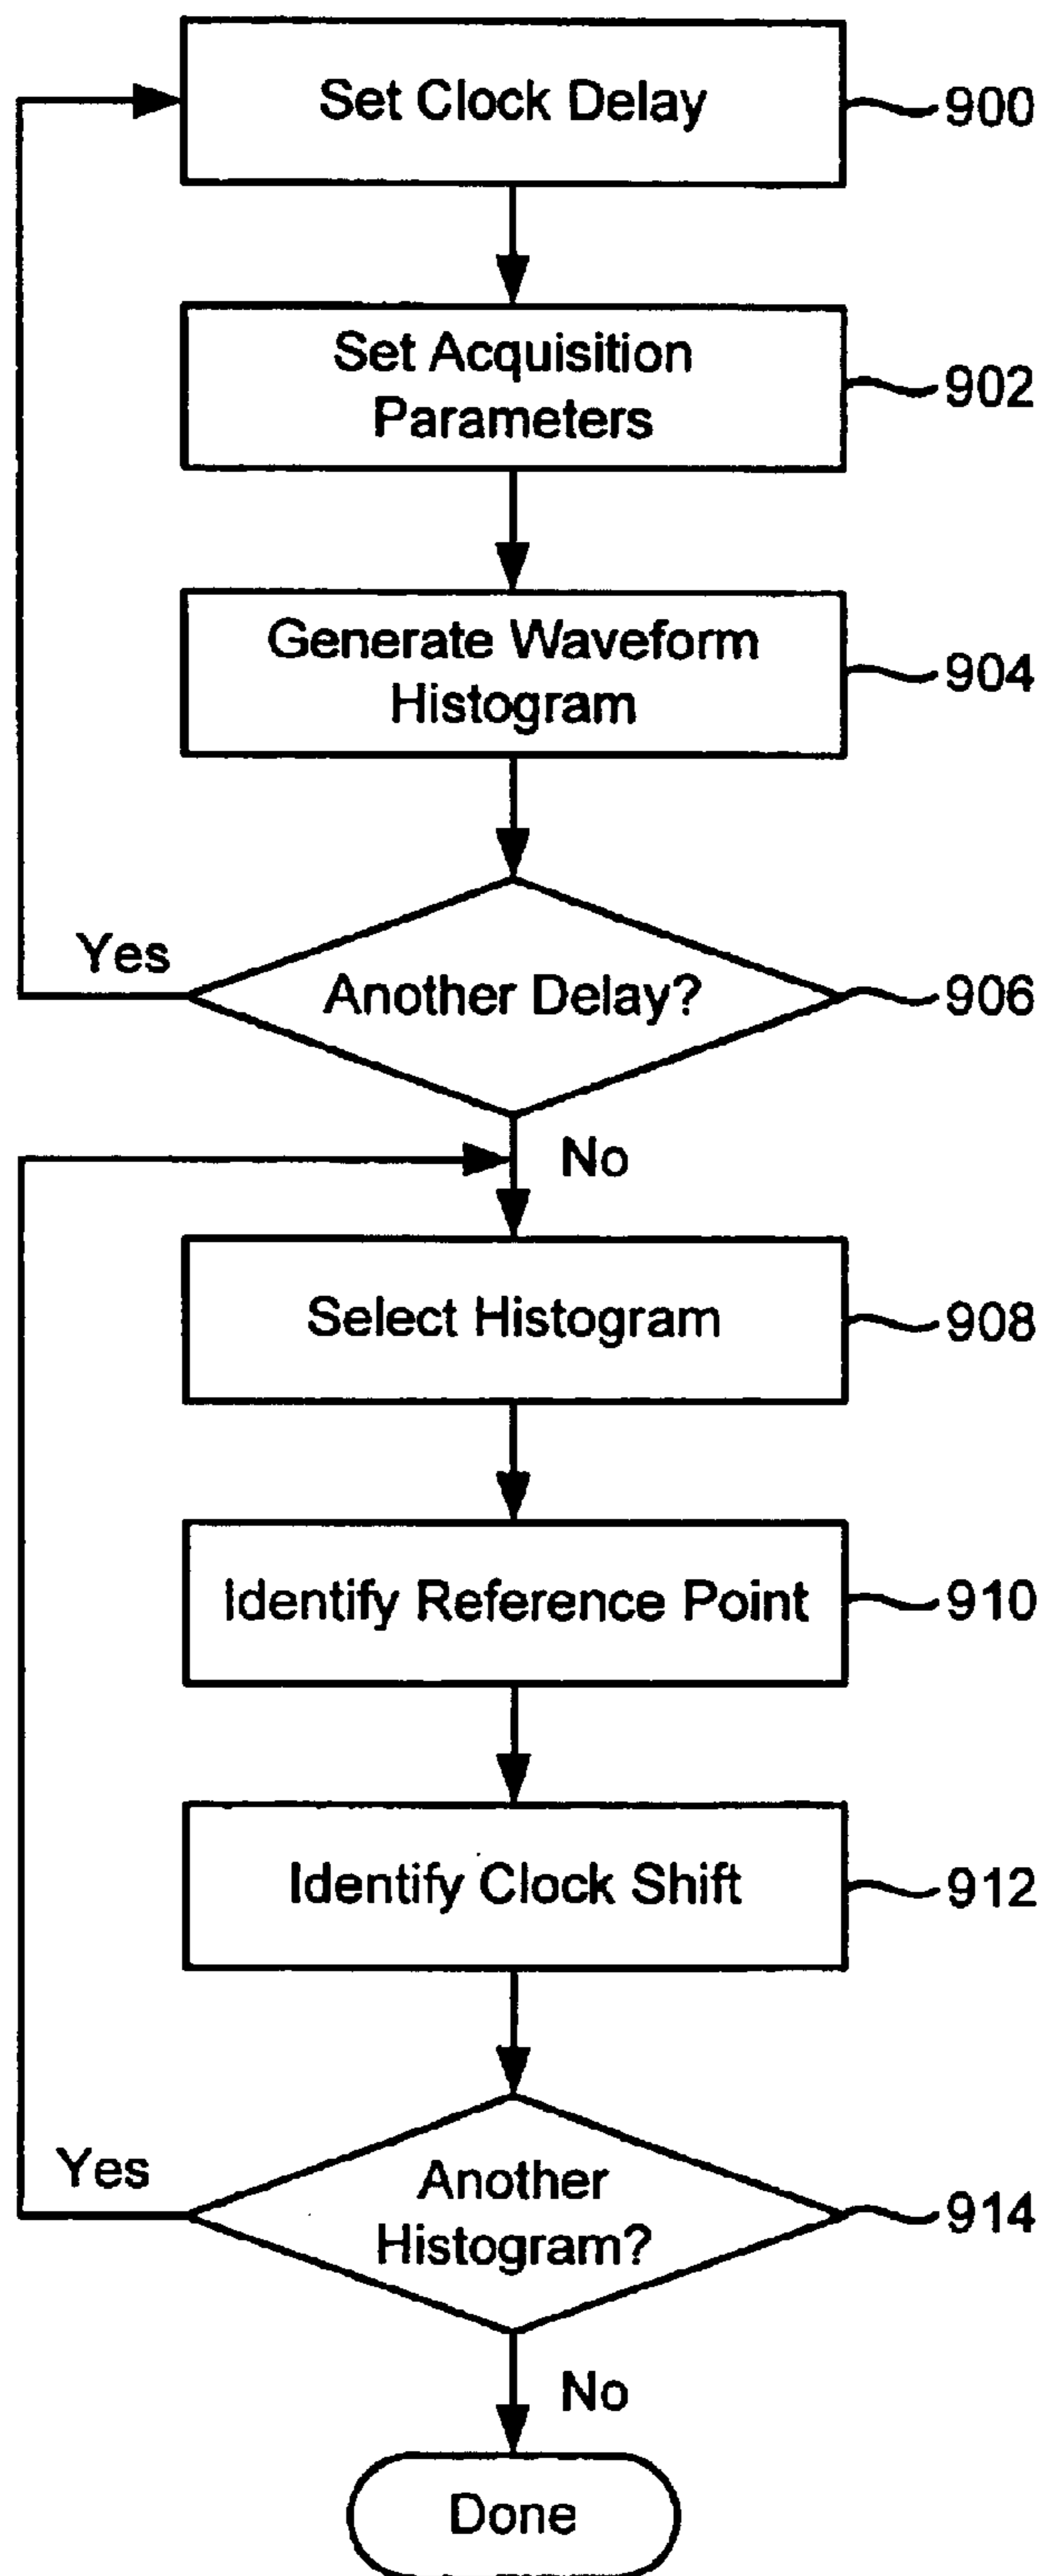 Set Clock Delay
900
Set Acquisition
Parameters
902
Generate Waveform
Histogram
904
Yes
Another Delay?
906
No
Select Histogram
908
Identify Reference Point
910
Identify Clock Shift
912
Yes
Another
Histogram?
914
No
Done